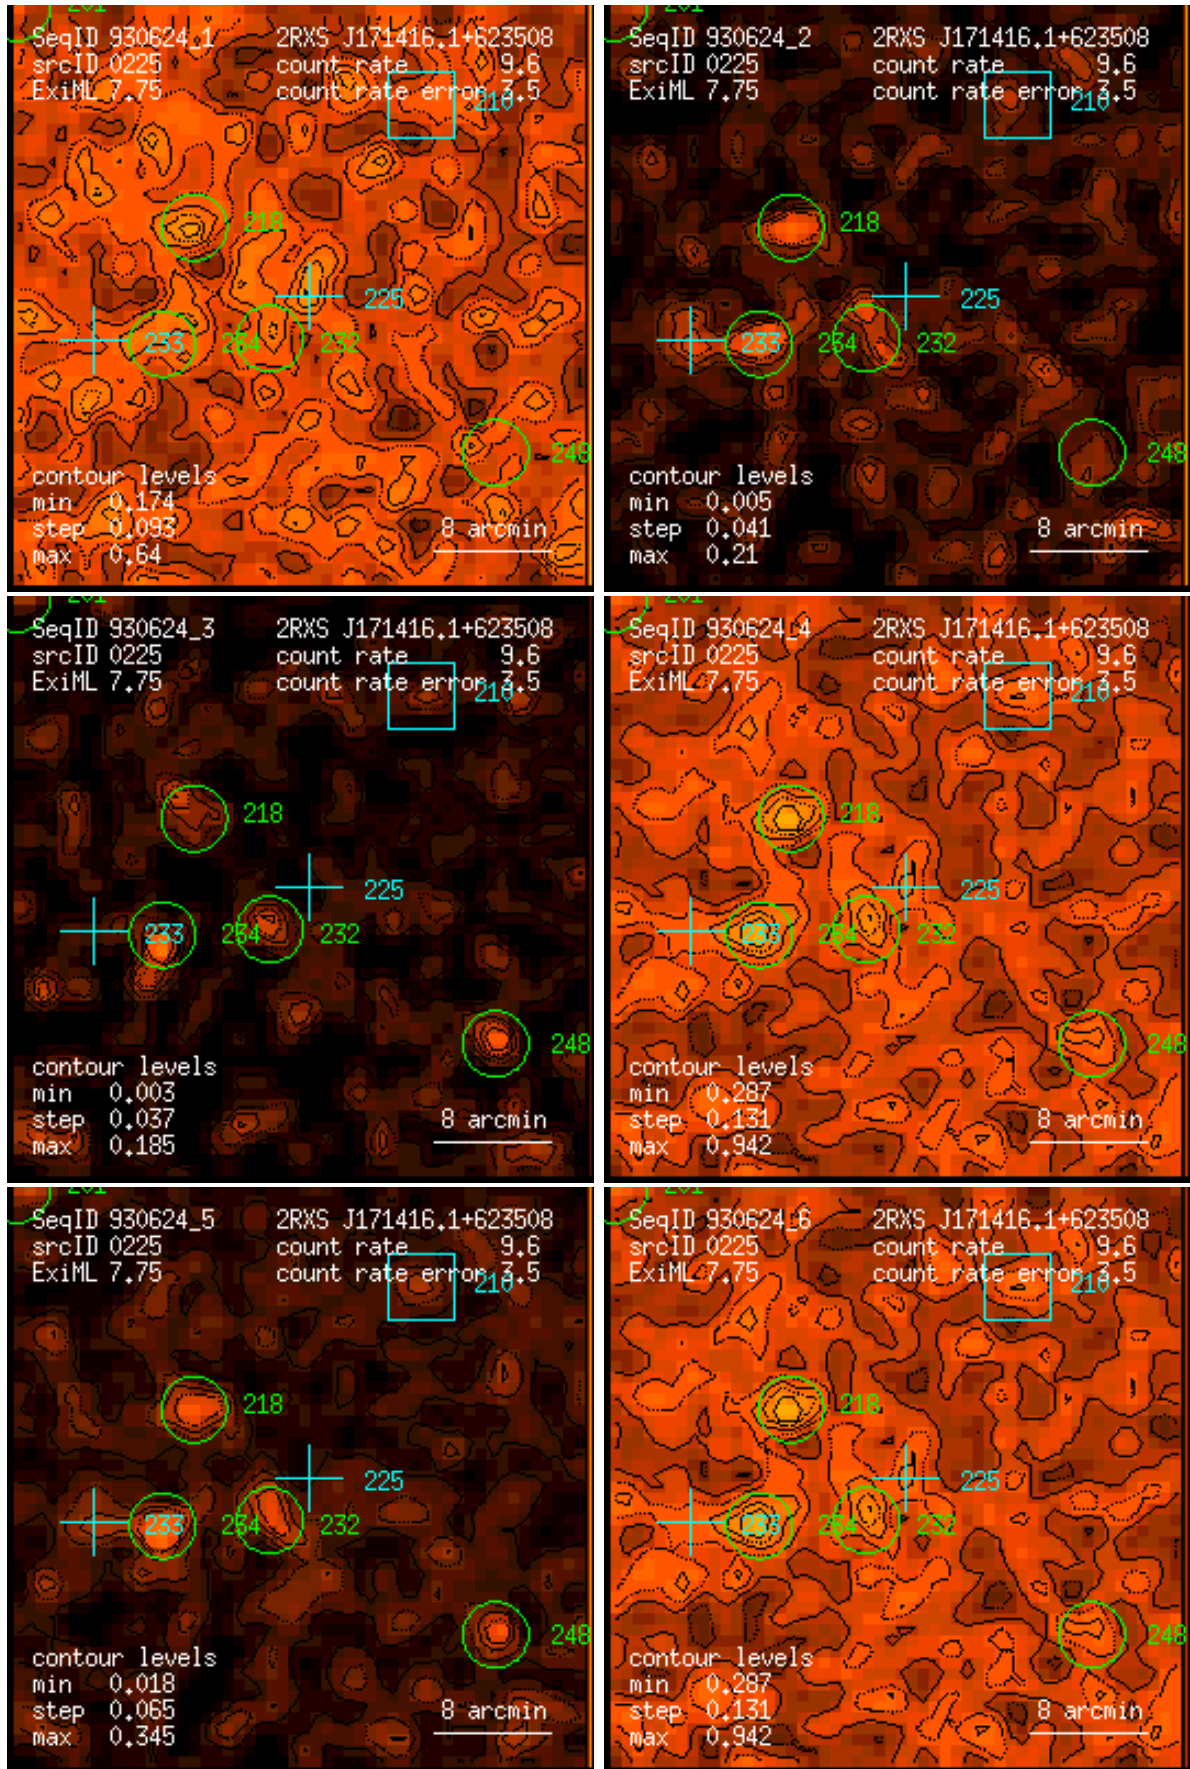 201
SeqID 930624_1 2RXS J171416.1+623508
srcID 0225 count rate 9.6
ExiML 7.75 count rate error 3.5
210
218
225
233 234 232
248
contour levels
min 0.174
step 0.093 8 arcmin
max 0.64
201
SeqID 930624_2 2RXS J171416.1+623508
srcID 0225 count rate 9.6
ExiML 7.75 count rate error 3.5
210
218
225
233 234 232
248
contour levels
min 0.005
step 0.041 8 arcmin
max 0.21
201
SeqID 930624_3 2RXS J171416.1+623508
srcID 0225 count rate 9.6
ExiML 7.75 count rate error 3.5
210
218
225
233 234 232
248
contour levels
min 0.003
step 0.037 8 arcmin
max 0.185
201
SeqID 930624_4 2RXS J171416.1+623508
srcID 0225 count rate 9.6
ExiML 7.75 count rate error 3.5
210
218
225
233 234 232
248
contour levels
min 0.287
step 0.131 8 arcmin
max 0.942
201
SeqID 930624_5 2RXS J171416.1+623508
srcID 0225 count rate 9.6
ExiML 7.75 count rate error 3.5
210
218
225
233 234 232
248
contour levels
min 0.018
step 0.065 8 arcmin
max 0.345
201
SeqID 930624_6 2RXS J171416.1+623508
srcID 0225 count rate 9.6
ExiML 7.75 count rate error 3.5
210
218
225
233 234 232
248
contour levels
min 0.287
step 0.131 8 arcmin
max 0.942